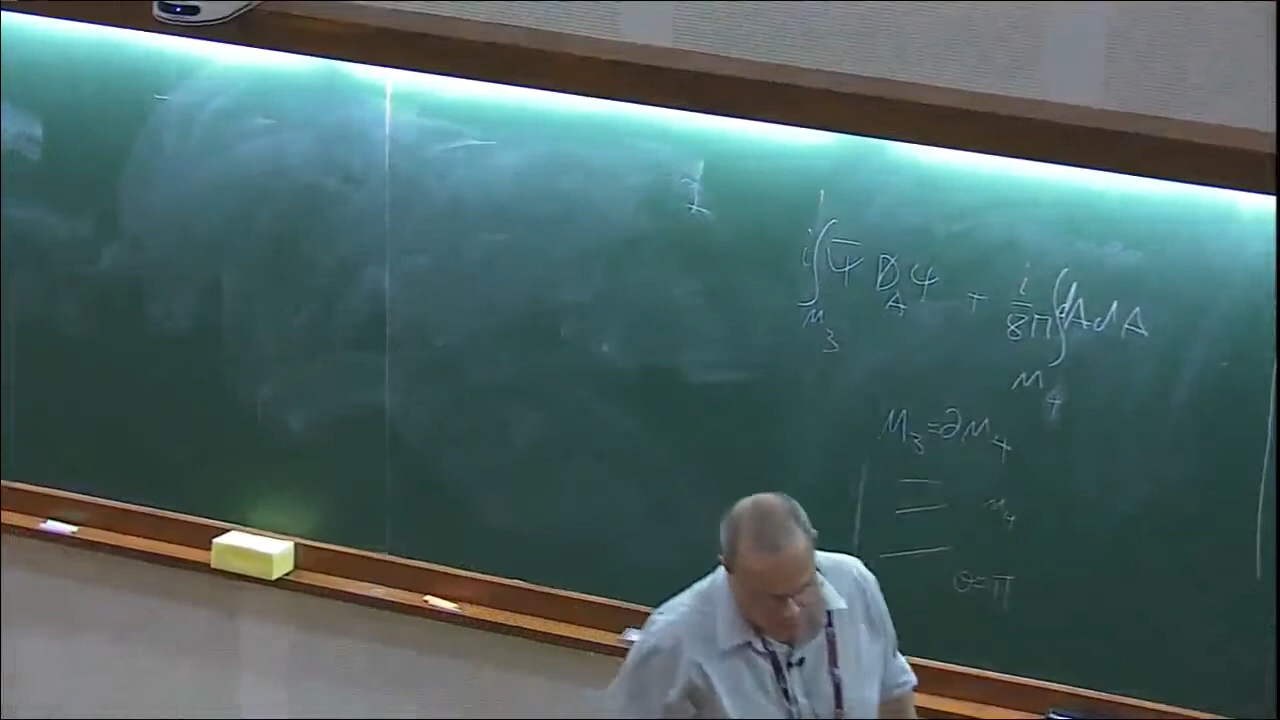 i∫_{M_3} Ψ̄ D̸_A Ψ + i/8π ∫_{M_4} dA dA
M_3 = ∂M_4
M_4
θ=π